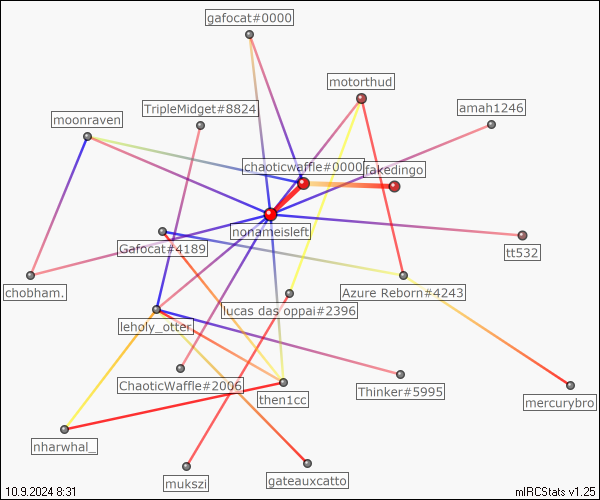 gafocat#0000
motorthud
TripleMidget#8824
amah1246
moonraven
chaoticwaffle#0000
fakedingo
nonameisleft
Gafocat#4189
tt532
chobham.
Azure Reborn#4243
lucas das oppai#2396
leholy_otter.
ChaoticWaffle#2006
then1cc
Thinker#5995
mercurybro
nharwhal_
mukszi
gateauxcatto
10.9.2024 8:31
mIRCStats v1.25